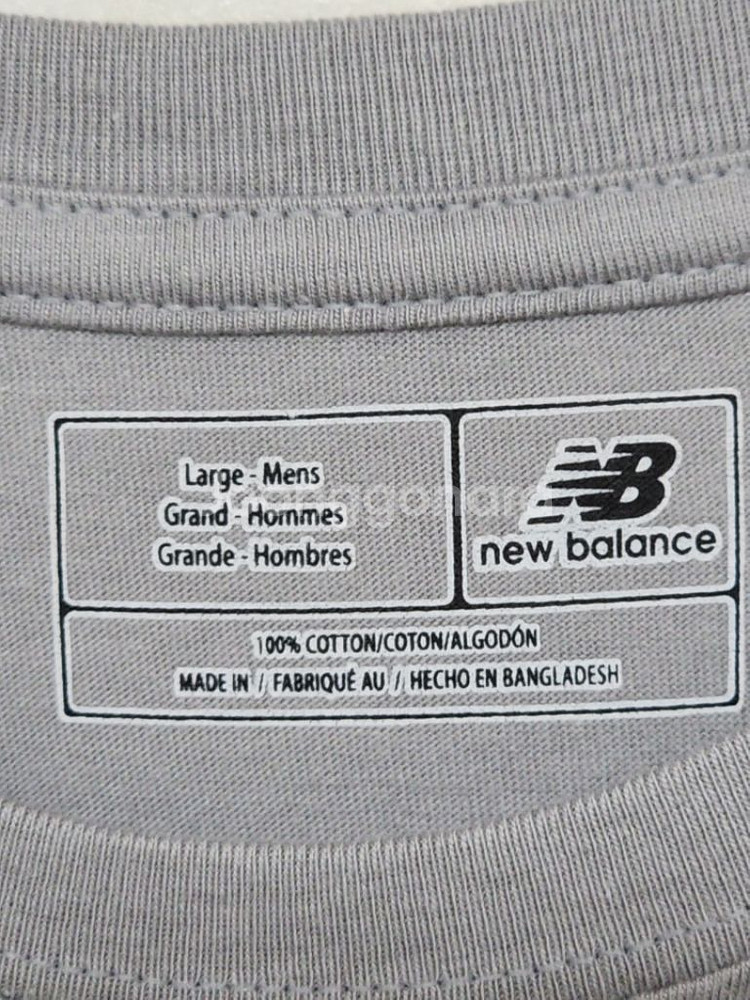 Large - Mens
Grand - Hommes
Grande - Hombres
NB
new balance
100% COTTON/COTON/ALGODÓN
MADE IN / FABRIQUÉ AU / HECHO EN BANGLADESH